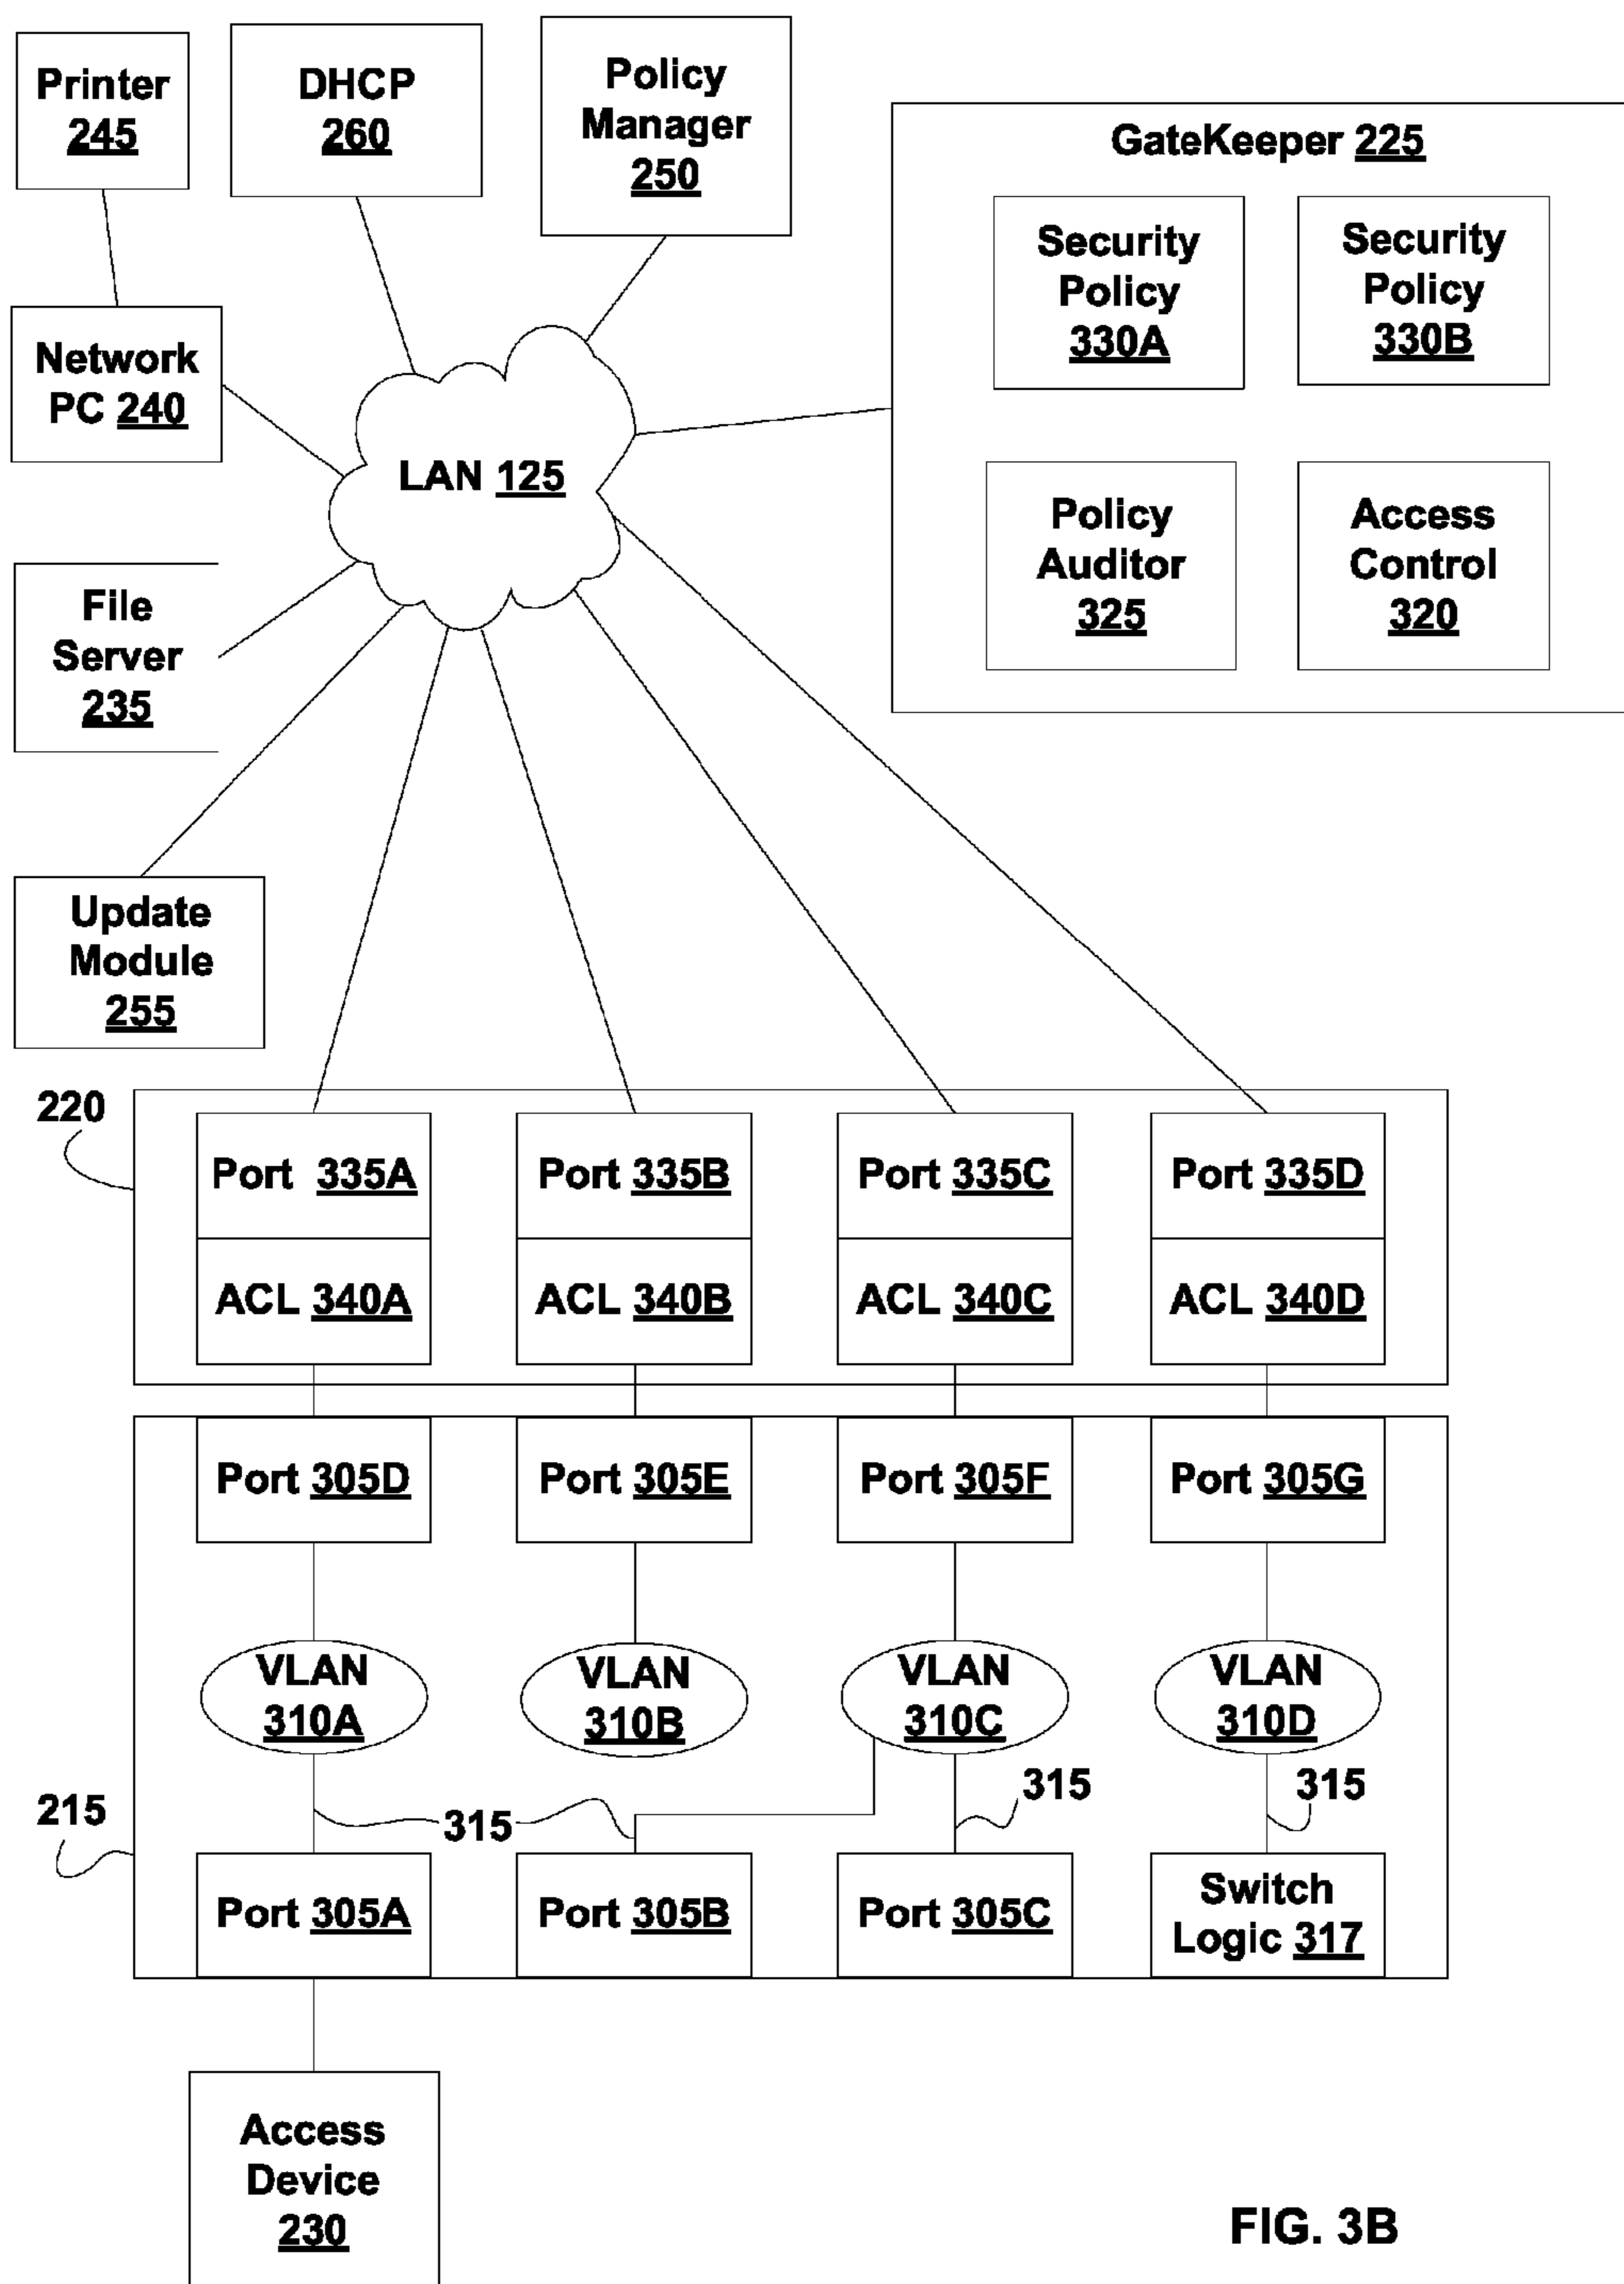 Printer
245
DHCP
260
Policy
Manager
250
GateKeeper 225
Security
Policy
330A
Security
Policy
330B
Network
PC 240
LAN 125
Policy
Auditor
325
Access
Control
320
File
Server
235
Update
Module
255
220
Port 335A
Port 335B
Port 335C
Port 335D
ACL 340A
ACL 340B
ACL 340C
ACL 340D
Port 305D
Port 305E
Port 305F
Port 305G
VLAN
310A
VLAN
310B
VLAN
310C
VLAN
310D
215
315
315
315
Port 305A
Port 305B
Port 305C
Switch
Logic 317
Access
Device
230
FIG. 3B